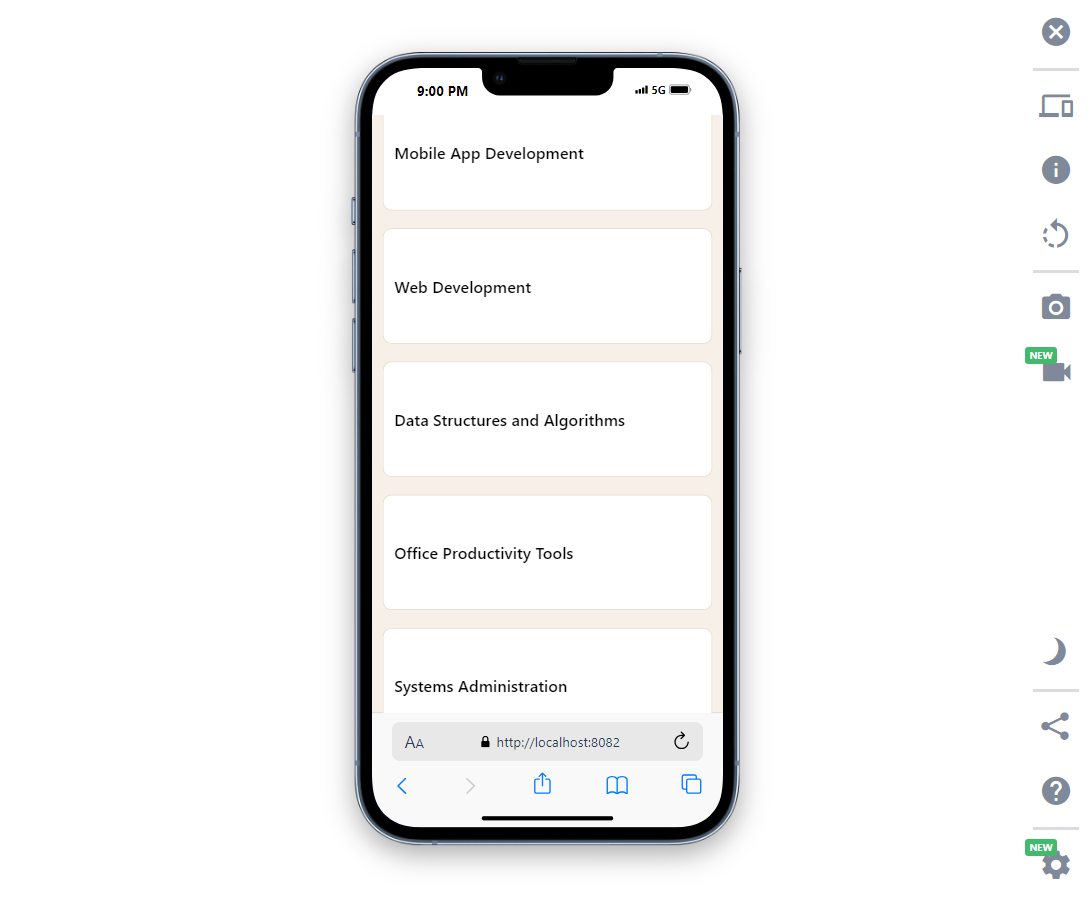 9:00 PM 5G
Mobile App Development
Web Development
Data Structures and Algorithms
Office Productivity Tools
Systems Administration
AA http://localhost:8082
NEW
NEW